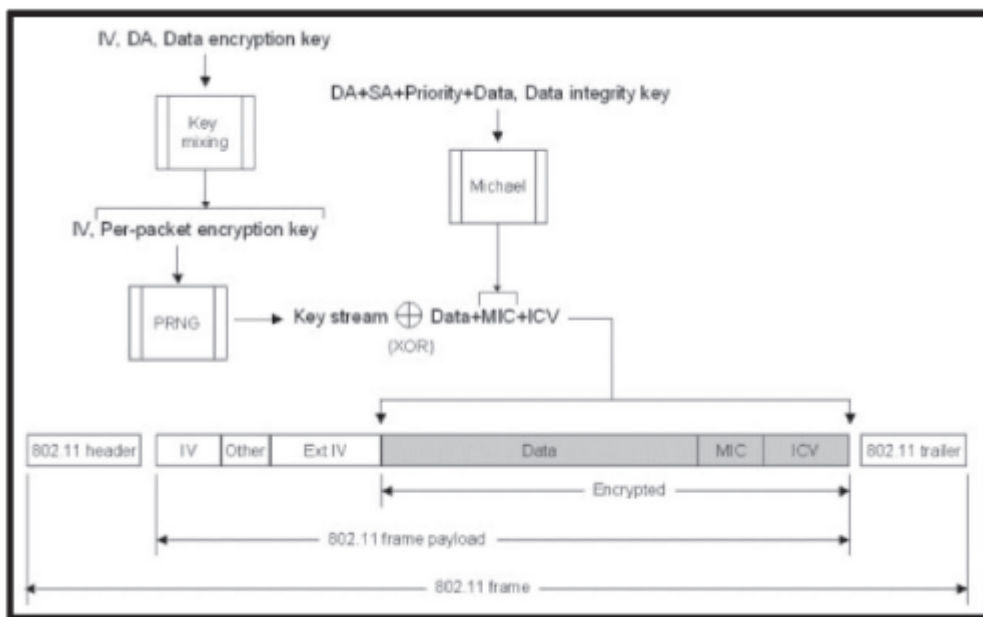 IV, DA, Data encryption key
DA+SA+Priority+Data, Data integrity key
Key
mixing
Michael
IV, Per-packet encryption key
PRNG
Key stream ⊕ Data+MIC+ICV
(XOR)
802.11 header IV Other Ext IV Data MIC ICV 802.11 trailer
Encrypted
802.11 frame payload
802.11 frame